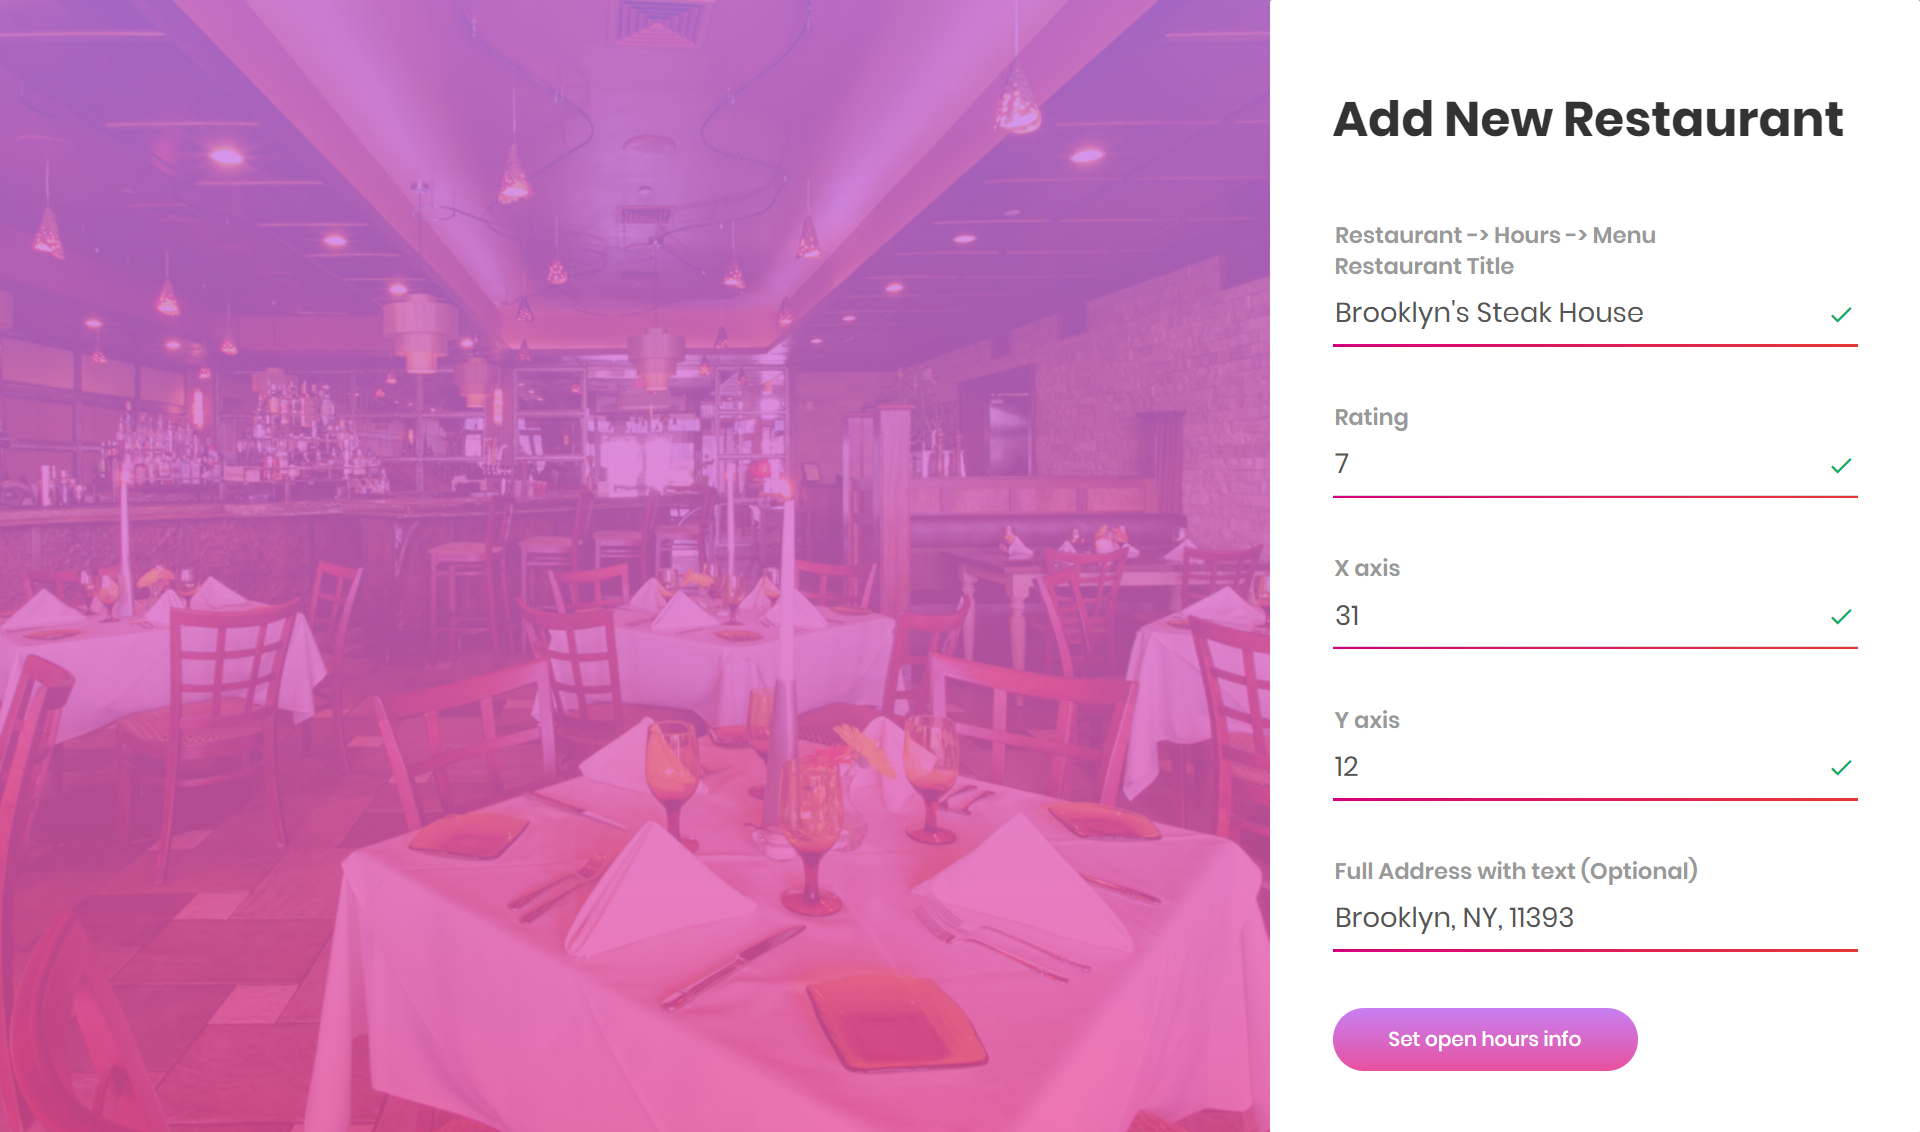 Add New Restaurant
Restaurant -> Hours -> Menu
Restaurant Title
Brooklyn's Steak House
Rating
7
X axis
31
Y axis
12
Full Address with text (Optional)
Brooklyn, NY, 11393
Set open hours info